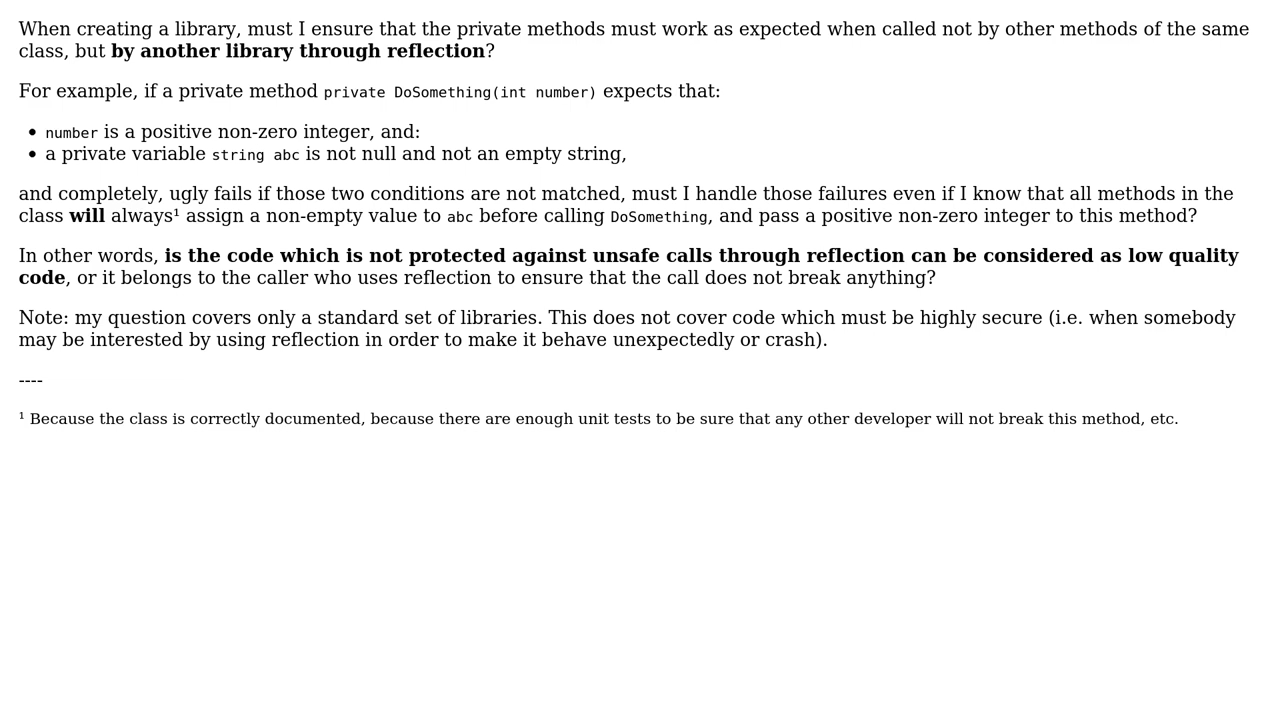 When creating a library, must I ensure that the private methods must work as expected when called not by other methods of the same
class, but by another library through reflection?
For example, if a private method private DoSomething(int number) expects that:
• number is a positive non-zero integer, and:
• a private variable string abc is not null and not an empty string,
and completely, ugly fails if those two conditions are not matched, must I handle those failures even if I know that all methods in the
class will always¹ assign a non-empty value to abc before calling DoSomething, and pass a positive non-zero integer to this method?
In other words, is the code which is not protected against unsafe calls through reflection can be considered as low quality
code, or it belongs to the caller who uses reflection to ensure that the call does not break anything?
Note: my question covers only a standard set of libraries. This does not cover code which must be highly secure (i.e. when somebody
may be interested by using reflection in order to make it behave unexpectedly or crash).
----
¹ Because the class is correctly documented, because there are enough unit tests to be sure that any other developer will not break this method, etc.